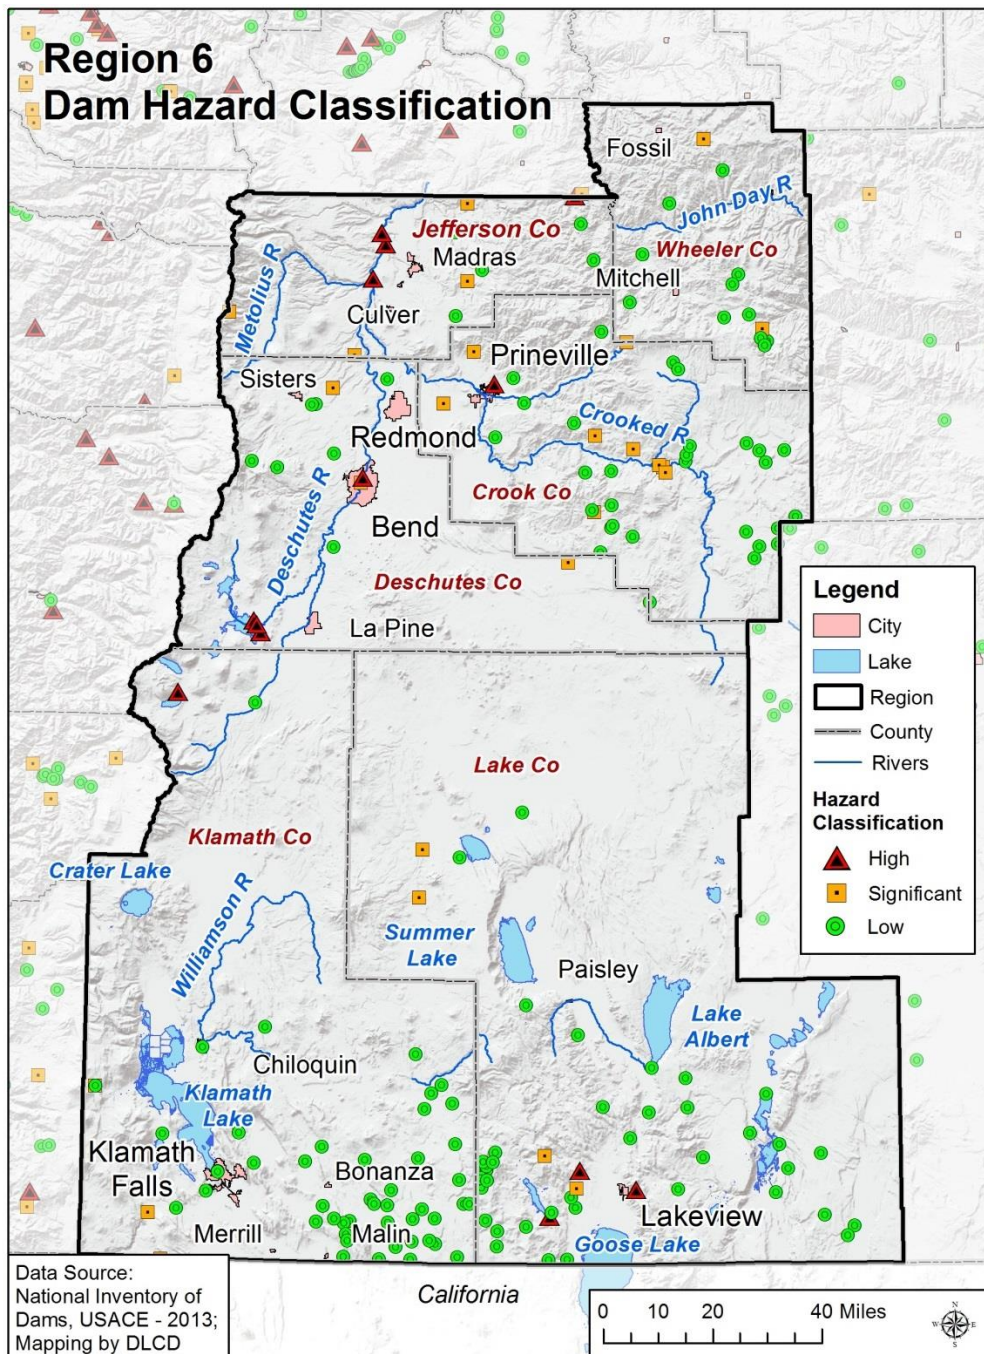 Region 6
Dam Hazard Classification
Fossil
John Day R
Jefferson Co
Wheeler Co
Madras
Mitchell
Metolius R
Culver
Prineville
Sisters
Redmond
Crooked R
Crook Co
Deschutes R
Bend
Deschutes Co
La Pine
Legend
City
Lake
Region
County
Rivers
Hazard
Classification
High
Significant
Low
Lake Co
Klamath Co
Crater Lake
Williamson R
Summer
Lake
Paisley
Lake
Albert
Chiloquin
Klamath
Lake
Klamath
Falls
Bonanza
Lakeview
Merrill
Malin
Goose Lake
Data Source:
National Inventory of
Dams, USACE - 2013;
Mapping by DLCD
California
0 10 20 40 Miles
N
W E
S